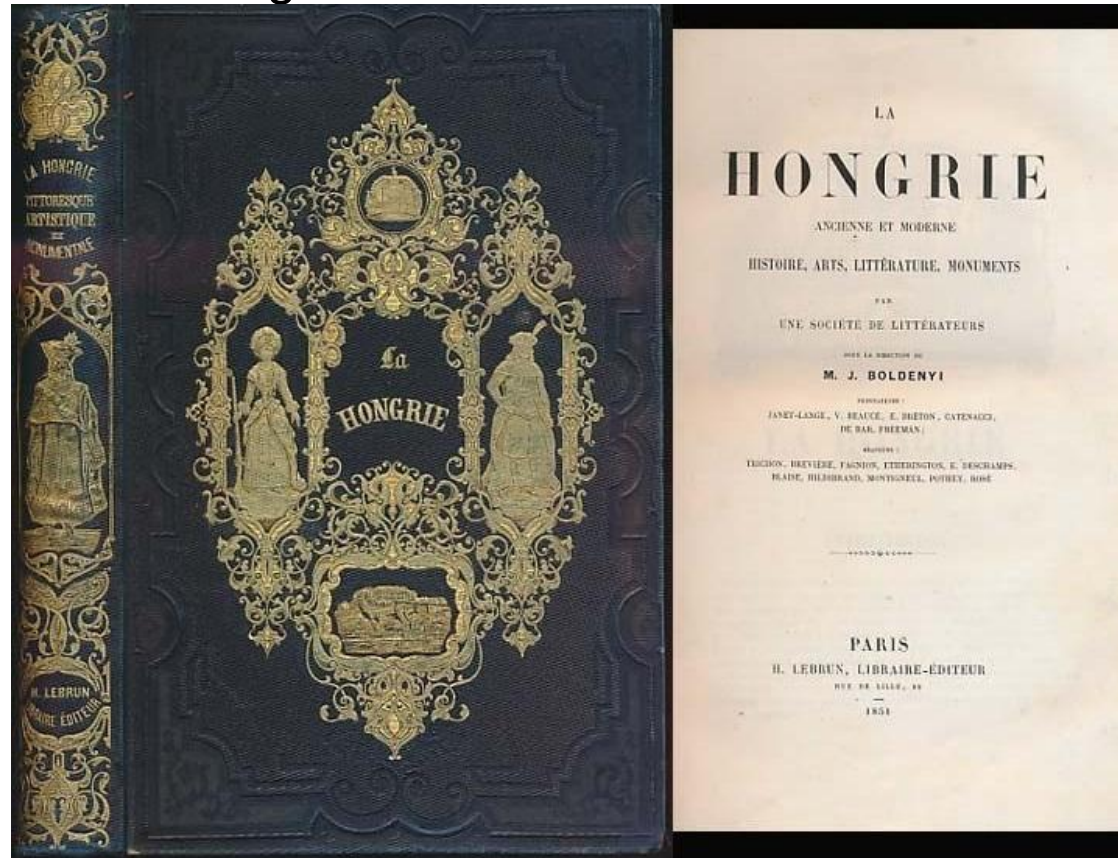 LA HONGRIE
PITTORESQUE
ARTISTIQUE
ET
MONUMENTALE
H. LEBRUN
LIBRAIRE ÉDITEUR
La
HONGRIE
LA
HONGRIE
ANCIENNE ET MODERNE
HISTOIRE, ARTS, LITTÉRATURE, MONUMENTS
PAR
UNE SOCIÉTÉ DE LITTÉRATEURS
SOUS LA DIRECTION DE
M. J. BOLDENYI
JANET-LANGE, V. BEAUCÉ, E. BRETON, CATENACCI,
DE BAR, FREEMAN;
TRICHON, BREVIÈRE, FAGNION, ETHERINGTON, E. DESCHAMPS,
BLAISE, HILDIBRAND, MONTIGNEUL, POTHEY, ROSÉ
PARIS
H. LEBRUN, LIBRAIRE-ÉDITEUR
RUE DE LILLE,
1851